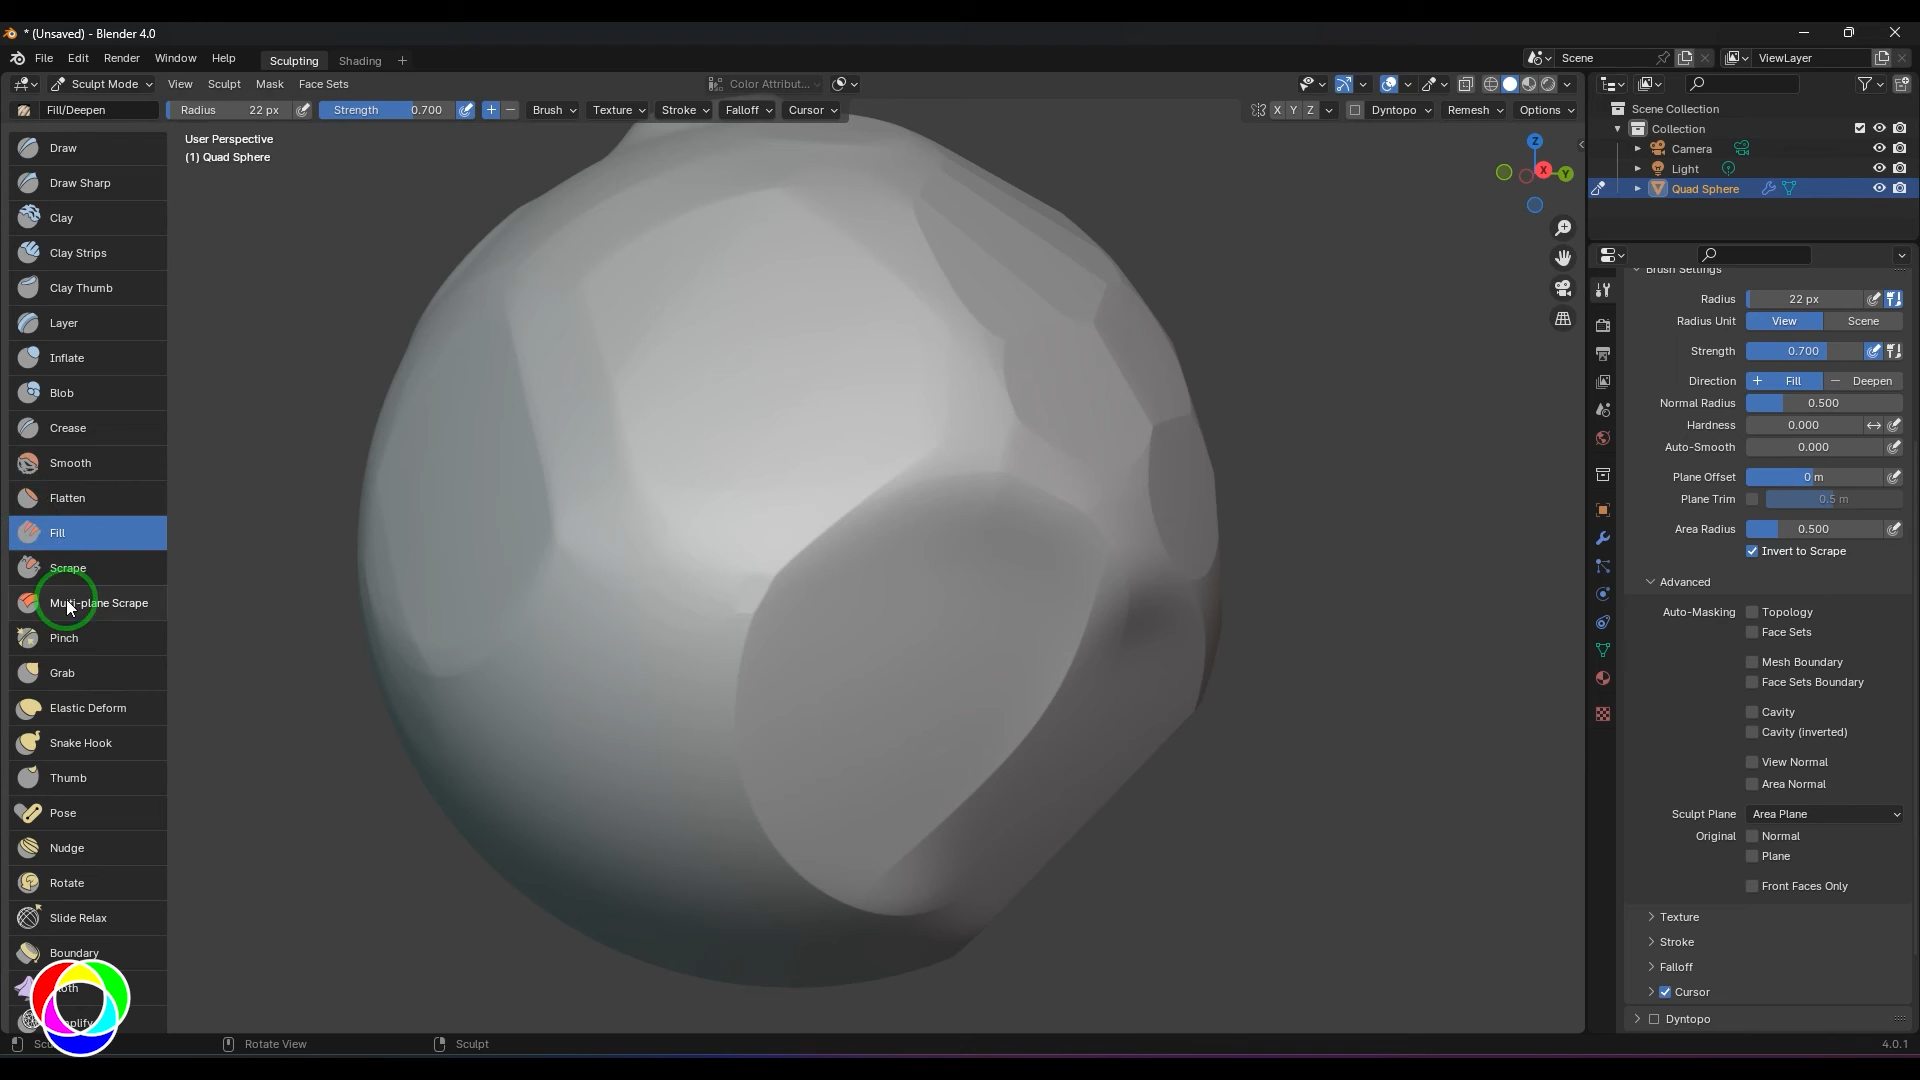 * (Unsaved) - Blender 4.0
File Edit Render Window Help Sculpting Shading + Scene ViewLayer
Sculpt Mode View Sculpt Mask Face Sets Color Attribut...
Fill/Deepen Radius 22 px Strength 0.700 + − Brush Texture Stroke Falloff Cursor X Y Z Dyntopo Remesh Options
User Perspective
(1) Quad Sphere
Z
X
Y
Draw
Draw Sharp
Clay
Clay Strips
Clay Thumb
Layer
Inflate
Blob
Crease
Smooth
Flatten
Fill
Scrape
Multi-plane Scrape
Pinch
Grab
Elastic Deform
Snake Hook
Thumb
Pose
Nudge
Rotate
Slide Relax
Boundary
Scene Collection
Collection
Camera
Light
Quad Sphere
Brush Settings
Radius 22 px
Radius Unit View Scene
Strength 0.700
Direction + Fill − Deepen
Normal Radius 0.500
Hardness 0.000
Auto-Smooth 0.000
Plane Offset 0 m
Plane Trim 0.5 m
Area Radius 0.500
Invert to Scrape
Advanced
Auto-Masking Topology
Face Sets
Mesh Boundary
Face Sets Boundary
Cavity
Cavity (inverted)
View Normal
Area Normal
Sculpt Plane Area Plane
Original Normal
Plane
Front Faces Only
Texture
Stroke
Falloff
Cursor
Dyntopo
Rotate View Sculpt 4.0.1